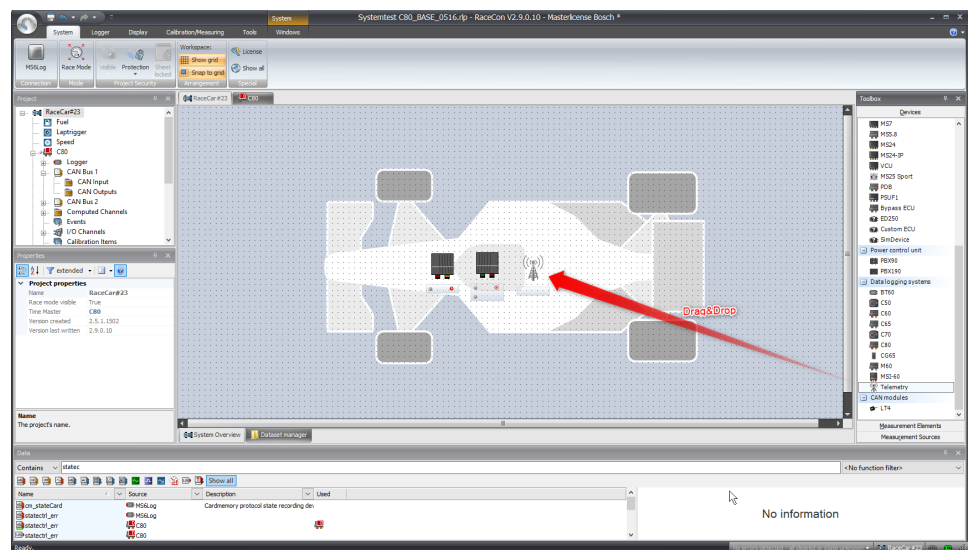 System
Systemtest C80_BASE_0516.rlp - RaceCon V2.9.0.10 - Masterlicense Bosch *
System Logger Display Calibration/Measuring Tools Windows
MS6Log
Race Mode
visible
Protection
Sheet locked
Workspace:
Show grid
Snap to grid
License
Show all
Connection Mode Project Security Arrangement Special
Project
RaceCar#23
Fuel
Laptrigger
Speed
C80
Logger
CAN Bus 1
CAN Input
CAN Outputs
CAN Bus 2
Computed Channels
Events
I/O Channels
Calibration Items
Properties
extended
Project properties
Name RaceCar#23
Race mode visible True
Time Master C80
Version created 2.5.1.1502
Version last written 2.9.0.10
Name
The project's name.
RaceCar#23 C80
Drag&Drop
System Overview Dataset manager
Toolbox
Devices
MS7
MS5.8
MS24
MS24-IP
VCU
MS25 Sport
PDB
PSUF1
Bypass ECU
ED250
Custom ECU
SimDevice
Power control unit
PBX90
PBX190
Data logging systems
BT60
C50
C60
C65
C70
C80
CG65
M60
MSI-60
Telemetry
CAN modules
LT4
Measurement Elements
Measurement Sources
Data
Contains statec <No function filter>
Show all
Name Source Description Used
cm_stateCard MS6Log Cardmemory protocol state recording dev
statectrl_err MS6Log
statectrl_err C80
statectrl_err C80
No information
Ready.
RaceCar#23